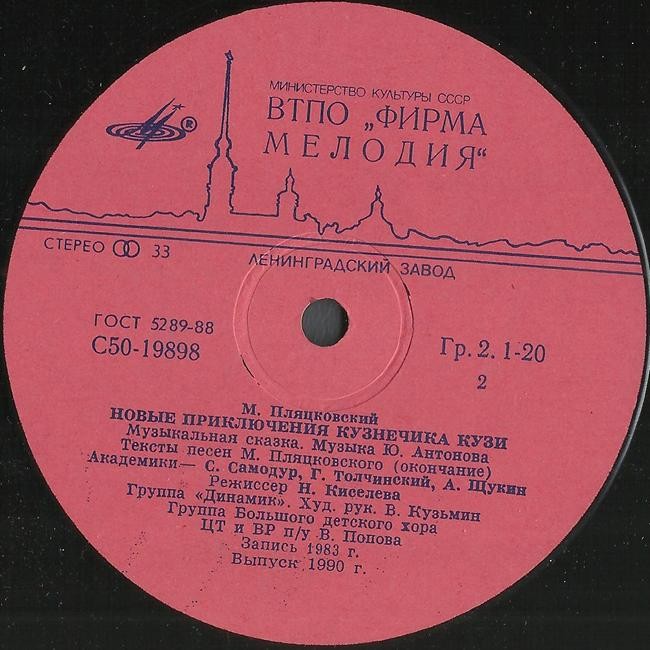 МИНИСТЕРСТВО КУЛЬТУРЫ СССР
ВТПО „ФИРМА
МЕЛОДИЯ“
®
СТЕРЕО 33
ЛЕНИНГРАДСКИЙ ЗАВОД
ГОСТ 5289-88
С50-19898
Гр. 2. 1-20
2
М. Пляцковский
НОВЫЕ ПРИКЛЮЧЕНИЯ КУЗНЕЧИКА КУЗИ
Музыкальная сказка. Музыка Ю. Антонова
Тексты песен М. Пляцковского (окончание)
Академики— С. Самодур, Г. Толчинский, А. Щукин
Режиссер Н. Киселева
Группа «Динамик». Худ. рук. В. Кузьмин
Группа Большого детского хора
ЦТ и ВР п/у В. Попова
Запись 1983 г.
Выпуск 1990 г.